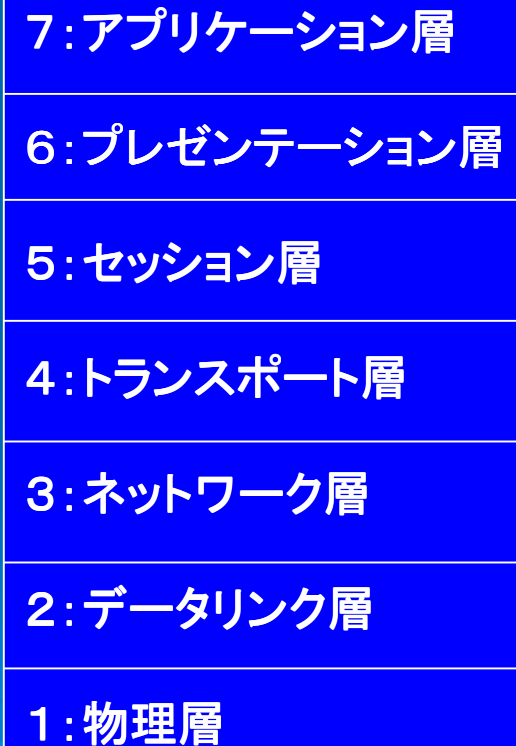 7:アプリケーション層
6:プレゼンテーション層
5:セッション層
4:トランスポート層
3:ネットワーク層
2:データリンク層
1:物理層